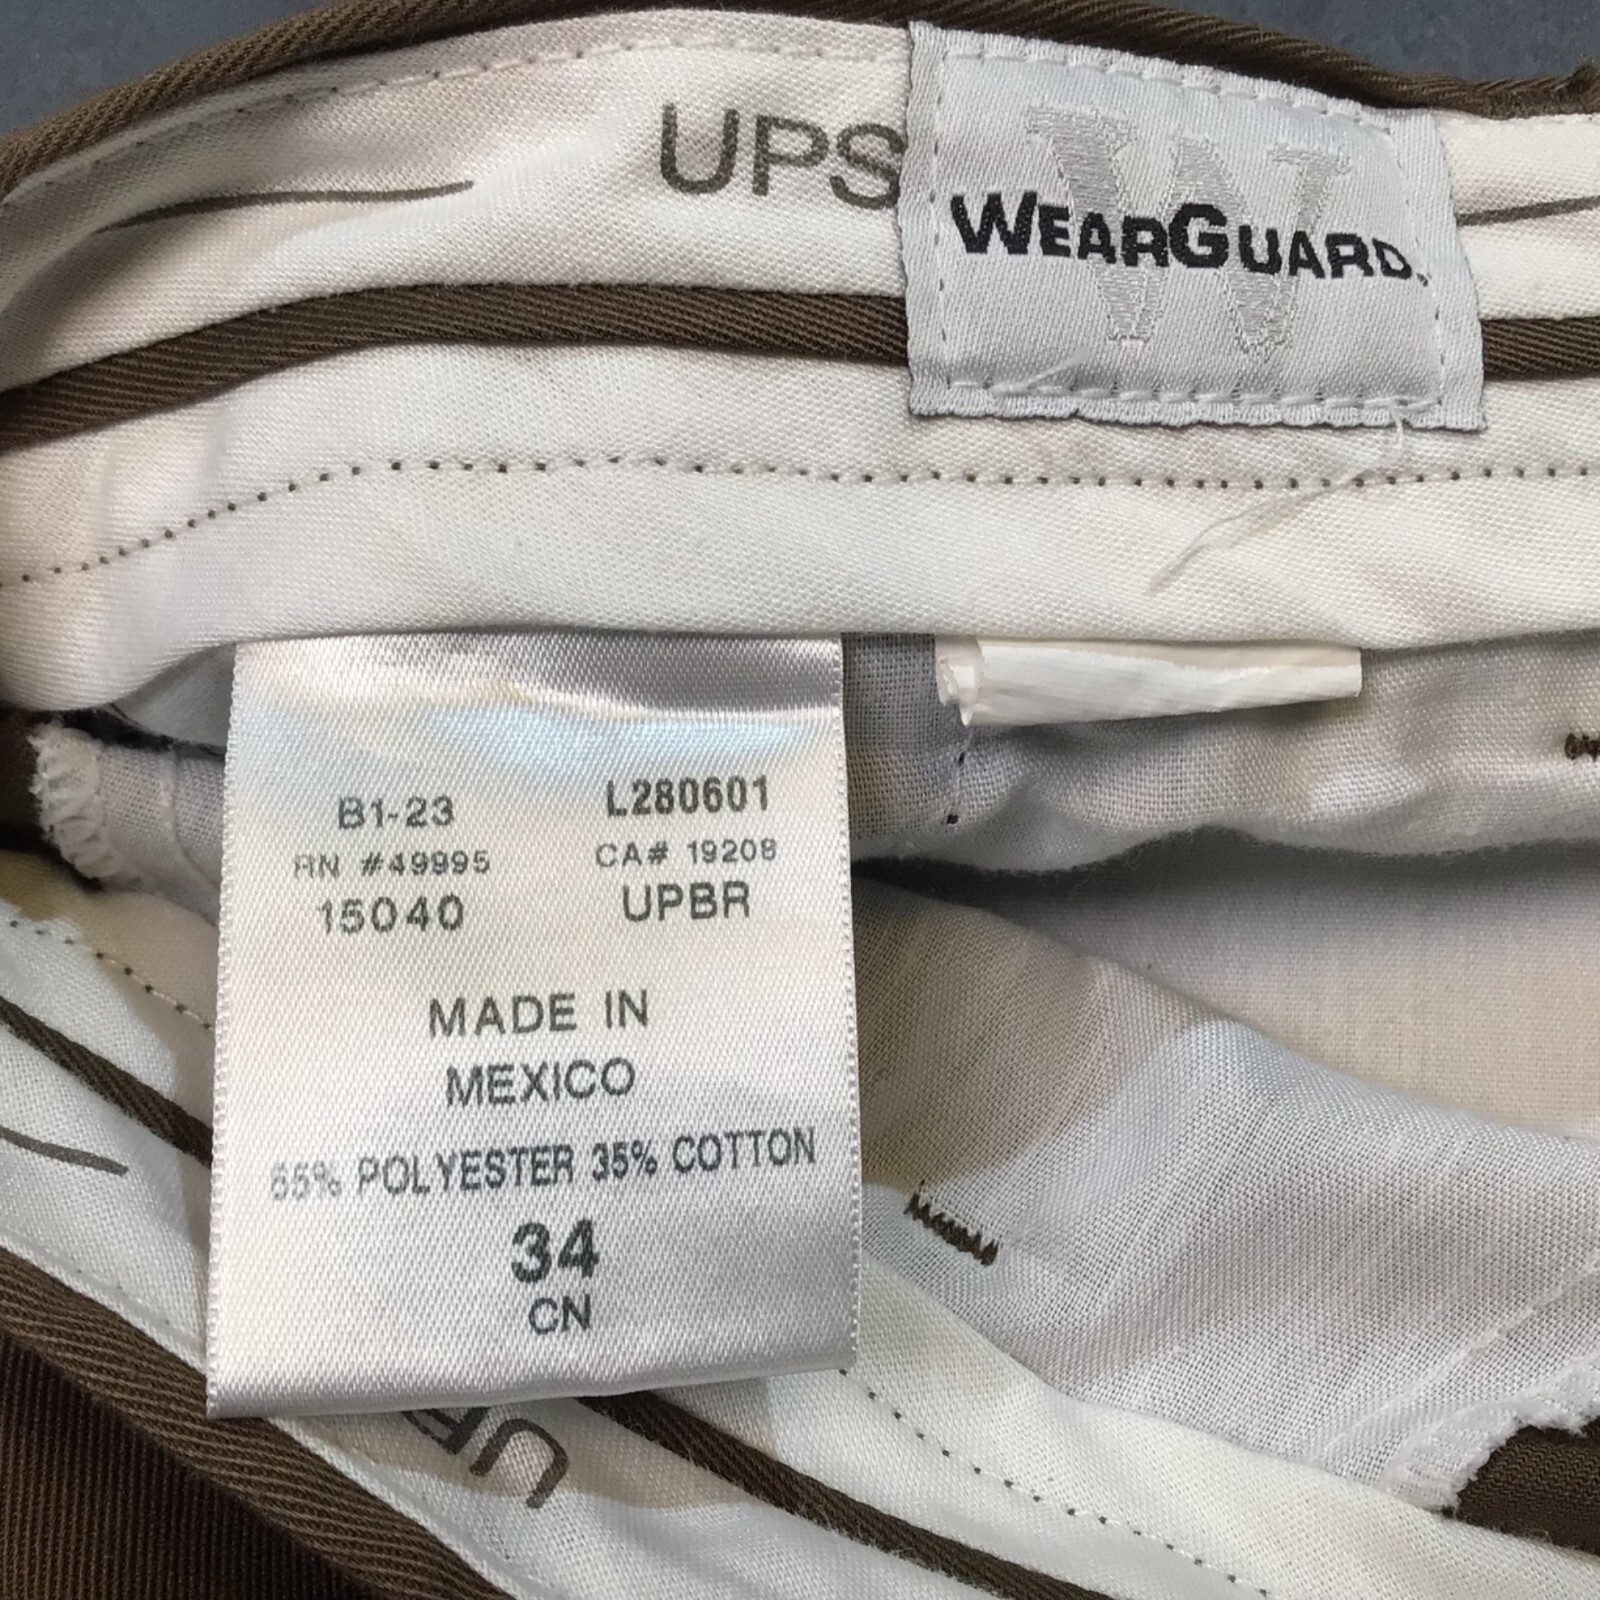 UPS
W
WEARGUARD
B1-23 L280601
RN #49995 CA# 19208
15040 UPBR
MADE IN
MEXICO
65% POLYESTER 35% COTTON
34
CN
UP